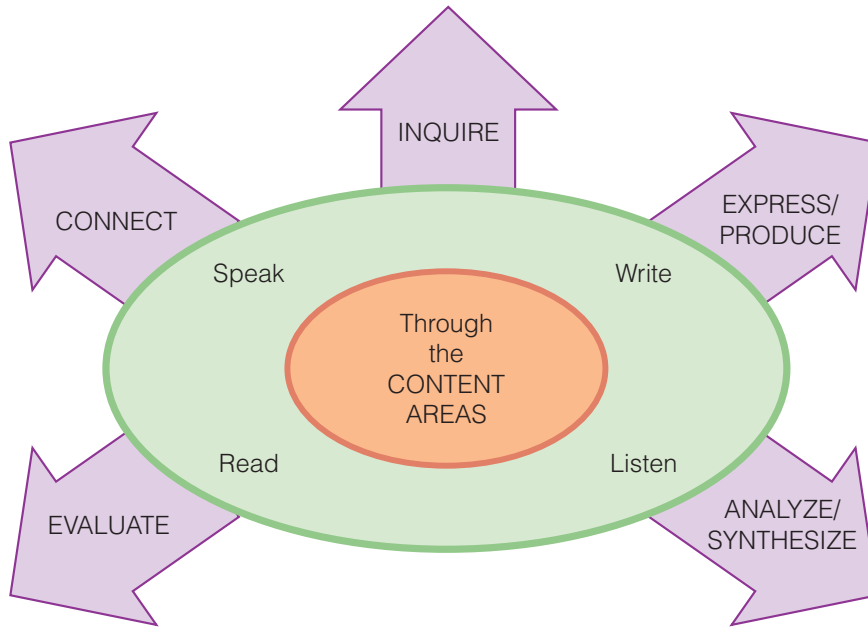 INQUIRE
CONNECT
EXPRESS/
PRODUCE
Speak
Write
Through
the
CONTENT
AREAS
Read
Listen
EVALUATE
ANALYZE/
SYNTHESIZE